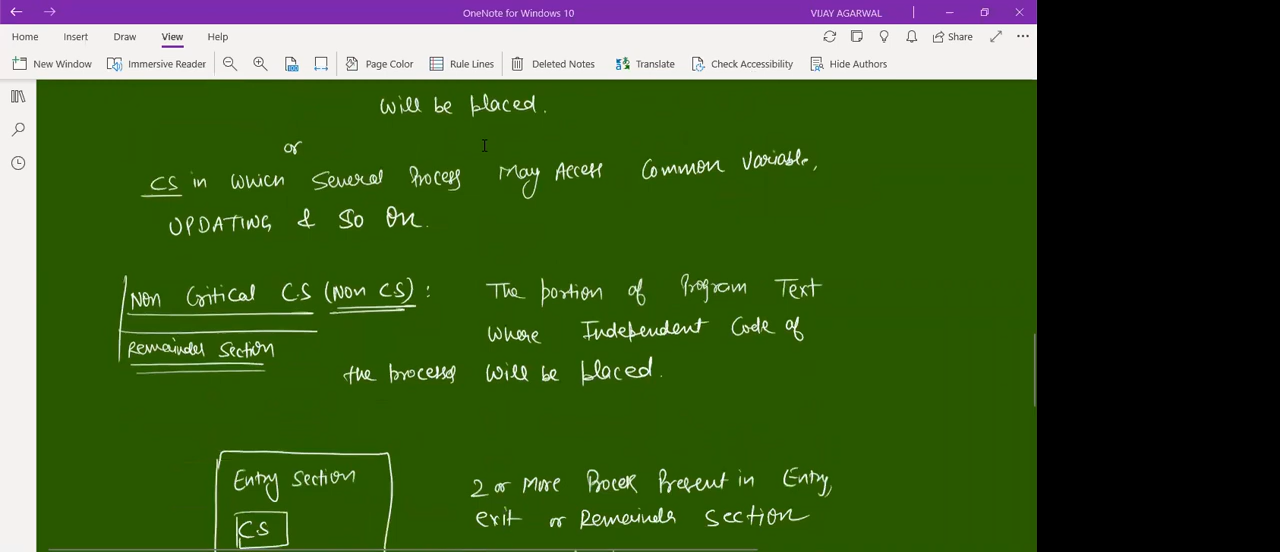 OneNote for Windows 10
VIJAY AGARWAL
Home Insert Draw View Help
Share
New Window Immersive Reader Page Color Rule Lines Deleted Notes Translate Check Accessibility Hide Authors
will be placed.
or
CS in which Several Process May Access Common Variable,
UPDATING & So On.
Non Critical C.S (Non CS) : The portion of Program Text
Remainder Section where Independent Code of
the processes will be placed.
Entry Section
CS
2 or More Process Present in Entry,
exit or Remainder Section